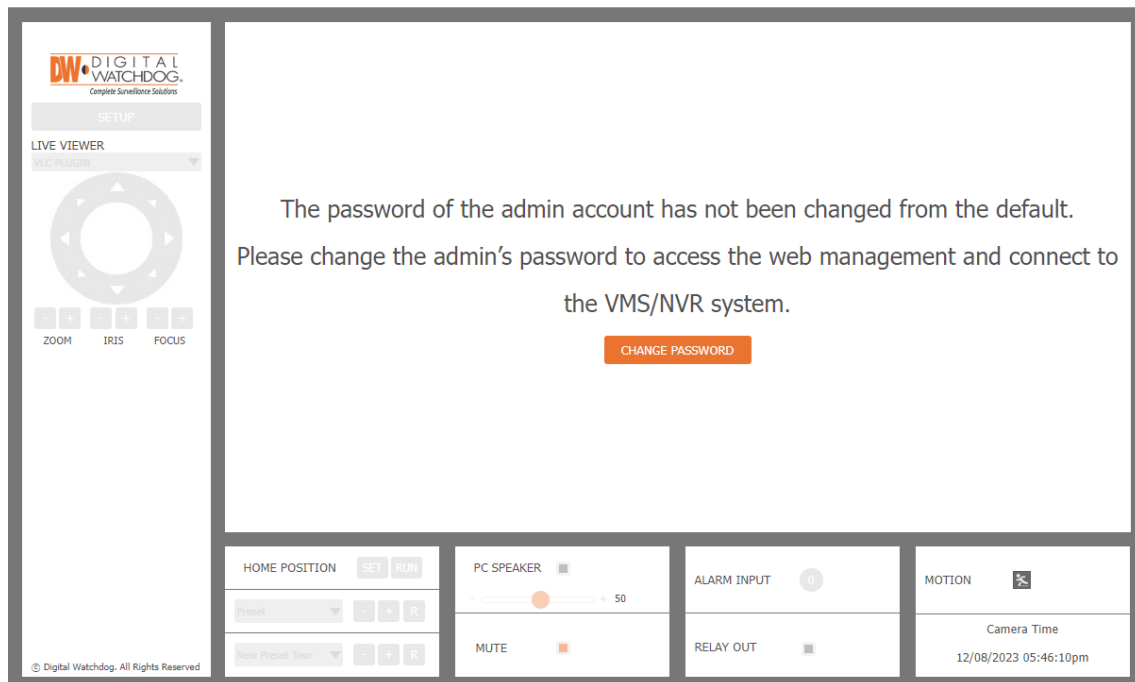 DW DIGITAL
WATCHDOG
Complete Surveillance Solutions
SETUP
LIVE VIEWER
VLC PLUGIN
- + - + - +
ZOOM IRIS FOCUS
© Digital Watchdog. All Rights Reserved
The password of the admin account has not been changed from the default.
Please change the admin’s password to access the web management and connect to
the VMS/NVR system.
CHANGE PASSWORD
HOME POSITION SET RUN
Preset - + R
New Preset Tour - + R
PC SPEAKER
- + 50
MUTE
ALARM INPUT 0
RELAY OUT
MOTION
Camera Time
12/08/2023 05:46:10pm